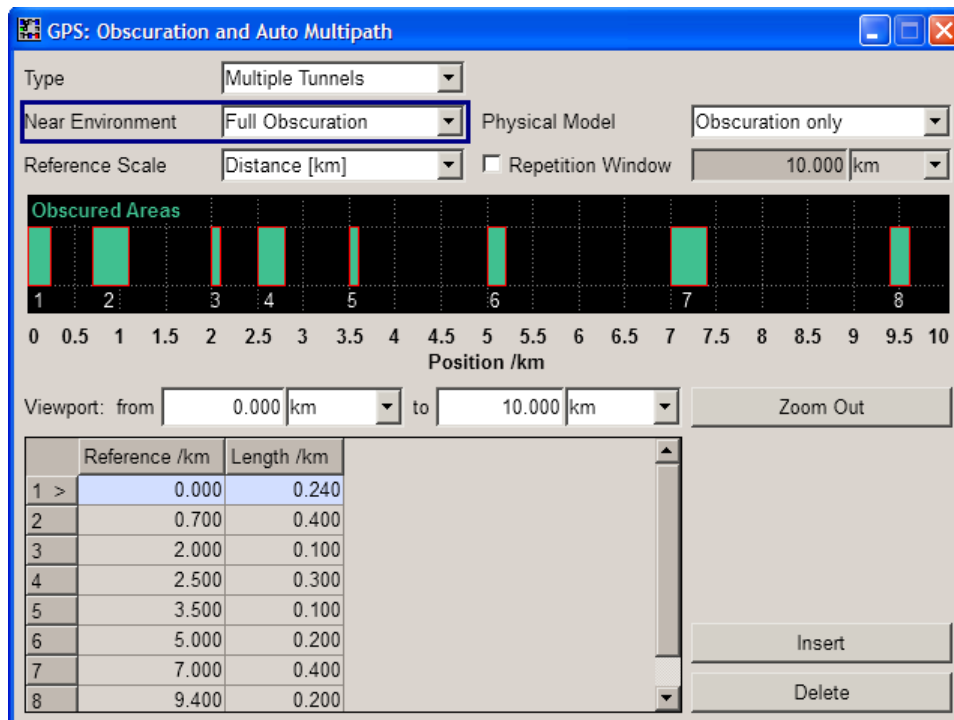 GPS: Obscuration and Auto Multipath
Type Multiple Tunnels
Near Environment Full Obscuration Physical Model Obscuration only
Reference Scale Distance [km] Repetition Window 10.000 km
Obscured Areas
1 2 3 4 5 6 7 8
0 0.5 1 1.5 2 2.5 3 3.5 4 4.5 5 5.5 6 6.5 7 7.5 8 8.5 9 9.5 10
Position /km
Viewport: from 0.000 km to 10.000 km Zoom Out
Reference /km Length /km
1 > 0.000 0.240
2 0.700 0.400
3 2.000 0.100
4 2.500 0.300
5 3.500 0.100
6 5.000 0.200
7 7.000 0.400
8 9.400 0.200
Insert
Delete